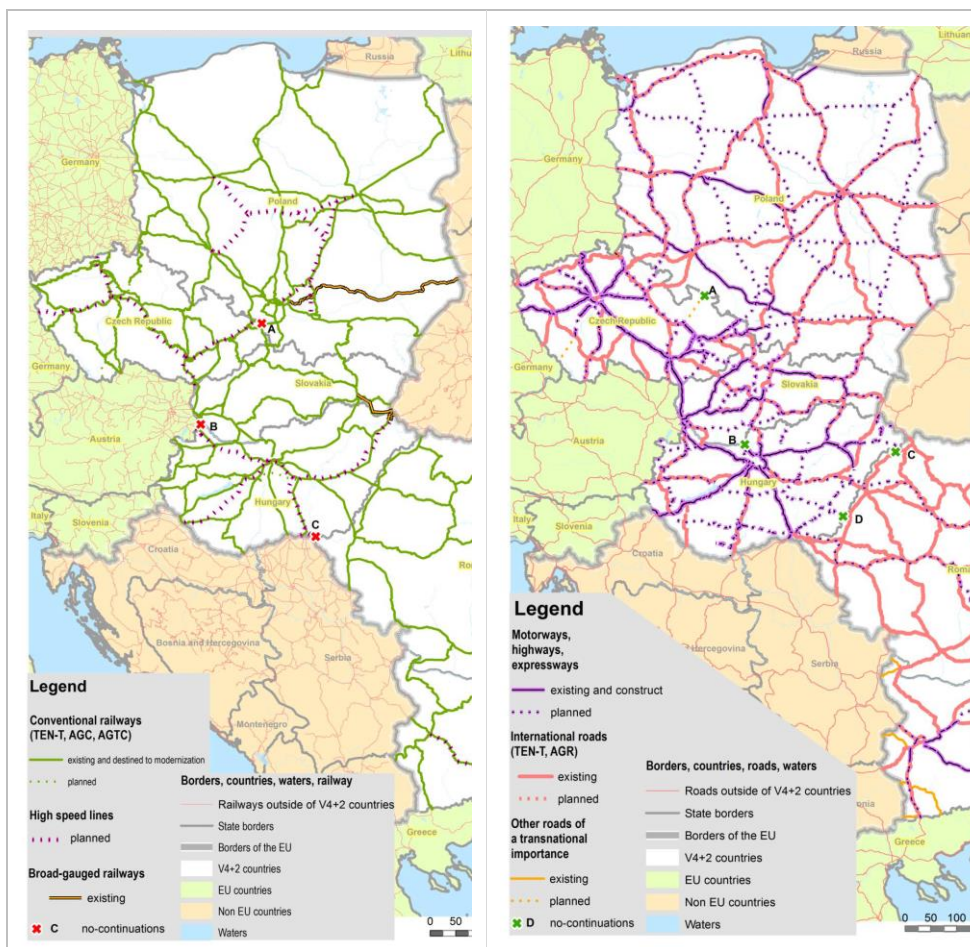 Russia
Lithu
Germany
Poland
Czech Republic
A
Germany
Slovakia
Austria
B
Hungary
Italy
Slovenia
C
Croatia
Ro
Bosnia and Hercegovina
Serbia
Montenegro
Greece
Legend
Conventional railways
(TEN-T, AGC, AGTC)
existing and destined to modernization
planned
High speed lines
planned
Broad-gauged railways
existing
C no-continuations
Borders, countries, waters, railway
Railways outside of V4+2 countries
State borders
Borders of the EU
V4+2 countries
EU countries
Non EU countries
Waters
0 50
Russia
Lithuan
Germany
Poland
A
Czech Republic
Germany
Slovakia
Austria
B
C
Hungary
Italy
Slovenia
D
Croatia
Roma
Hercegovina
Serbia
onia
Greece
Legend
Motorways,
highways,
expressways
existing and construct
planned
International roads
(TEN-T, AGR)
existing
planned
Other roads of
a transnational
importance
existing
planned
D no-continuations
Borders, countries, roads, waters
Roads outside of V4+2 countries
State borders
Borders of the EU
V4+2 countries
EU countries
Non EU countries
Waters
0 50 100